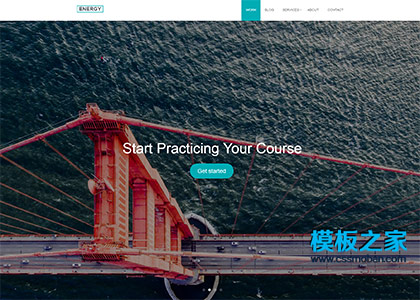 ENERGY
WORK BLOG SERVICES ABOUT CONTACT
Start Practicing Your Course
Get started
模板之家
www.cssmoban.com